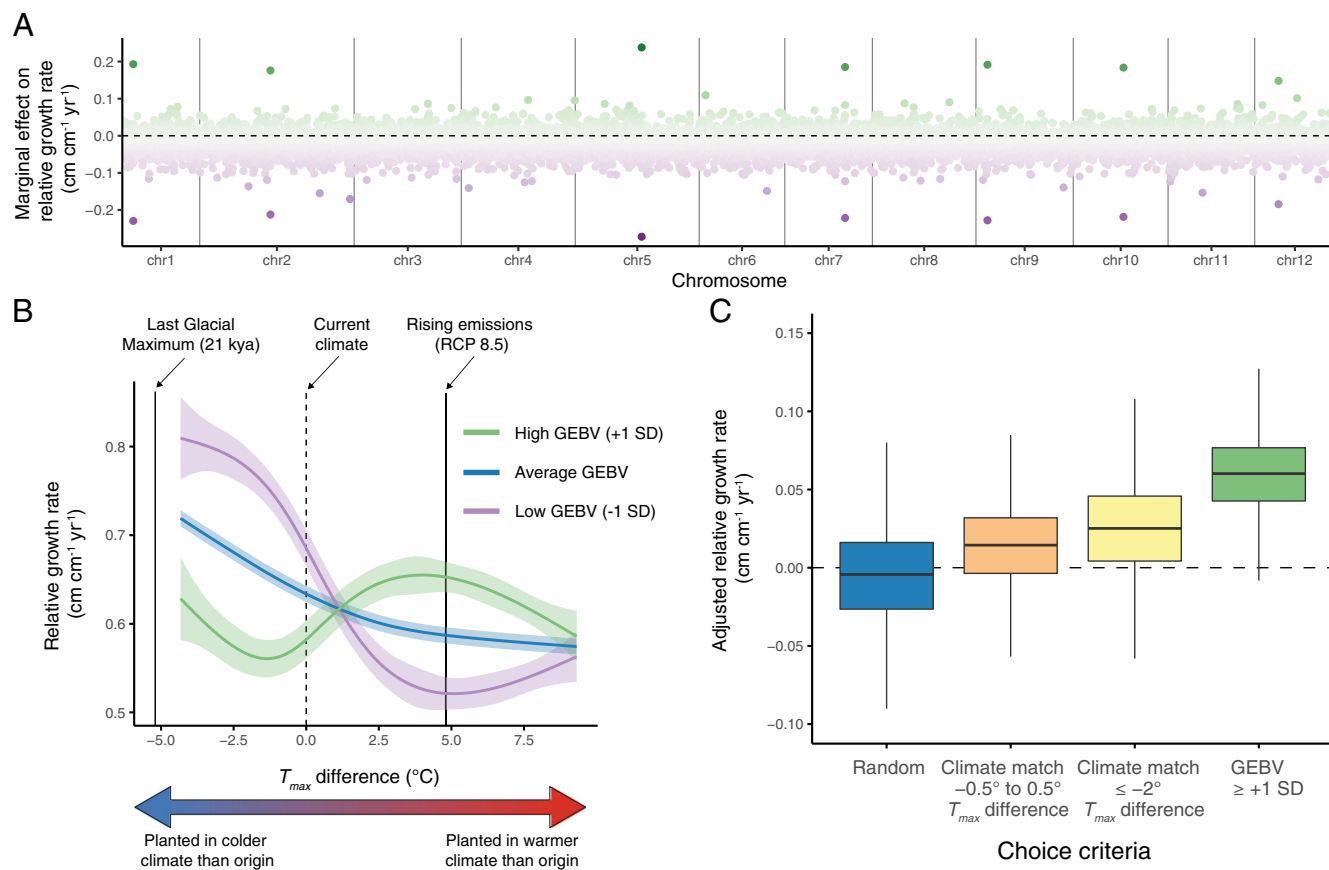 A
Marginal effect on
relative growth rate
(cm cm⁻¹ yr⁻¹)
0.2
0.1
0.0
−0.1
−0.2
chr1 chr2 chr3 chr4 chr5 chr6 chr7 chr8 chr9 chr10 chr11 chr12
Chromosome
B
Last Glacial
Maximum (21 kya)
Current
climate
Rising emissions
(RCP 8.5)
High GEBV (+1 SD)
Average GEBV
Low GEBV (-1 SD)
Relative growth rate
(cm cm⁻¹ yr⁻¹)
0.8
0.7
0.6
0.5
−5.0 −2.5 0.0 2.5 5.0 7.5
Tmax difference (°C)
Planted in colder
climate than origin
Planted in warmer
climate than origin
C
Adjusted relative growth rate
(cm cm⁻¹ yr⁻¹)
0.15
0.10
0.05
0.00
−0.05
−0.10
Random
Climate match
−0.5° to 0.5°
Tmax difference
Climate match
≤ −2°
Tmax difference
GEBV
≥ +1 SD
Choice criteria